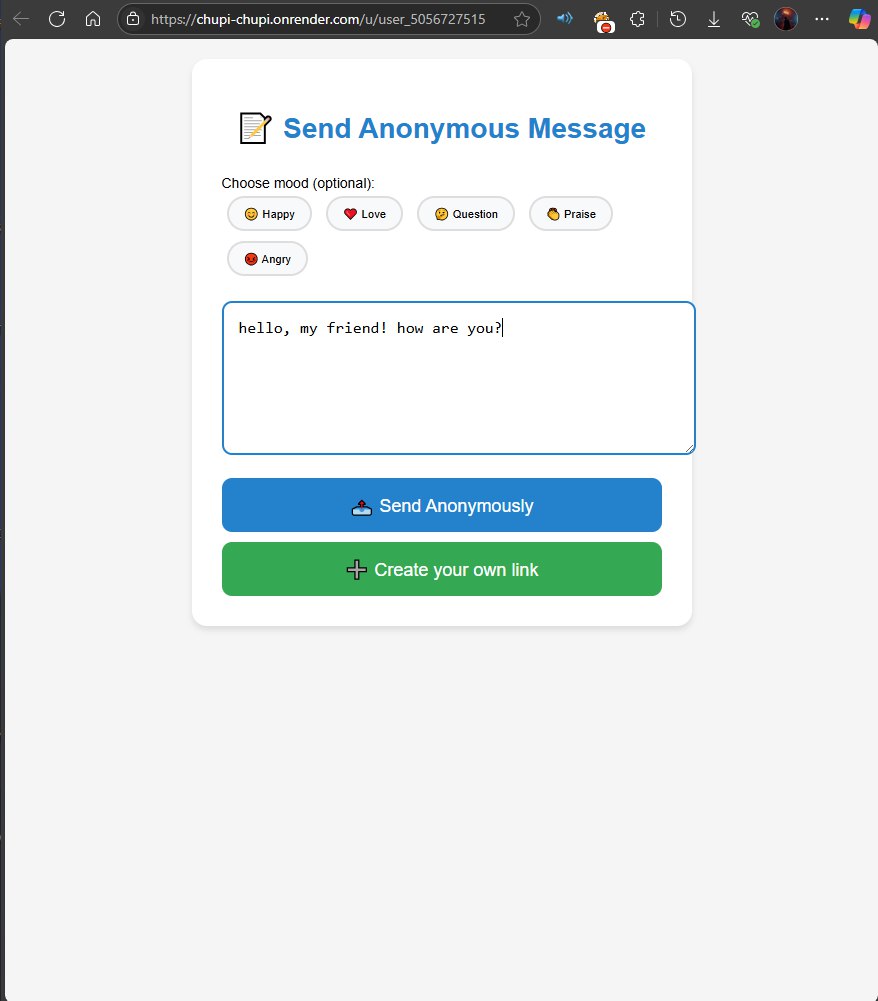 https://chupi-chupi.onrender.com/u/user_5056727515
📝 Send Anonymous Message
Choose mood (optional):
😊 Happy ❤️ Love 🤔 Question 👏 Praise
😡 Angry
hello, my friend! how are you?
📤 Send Anonymously
➕ Create your own link